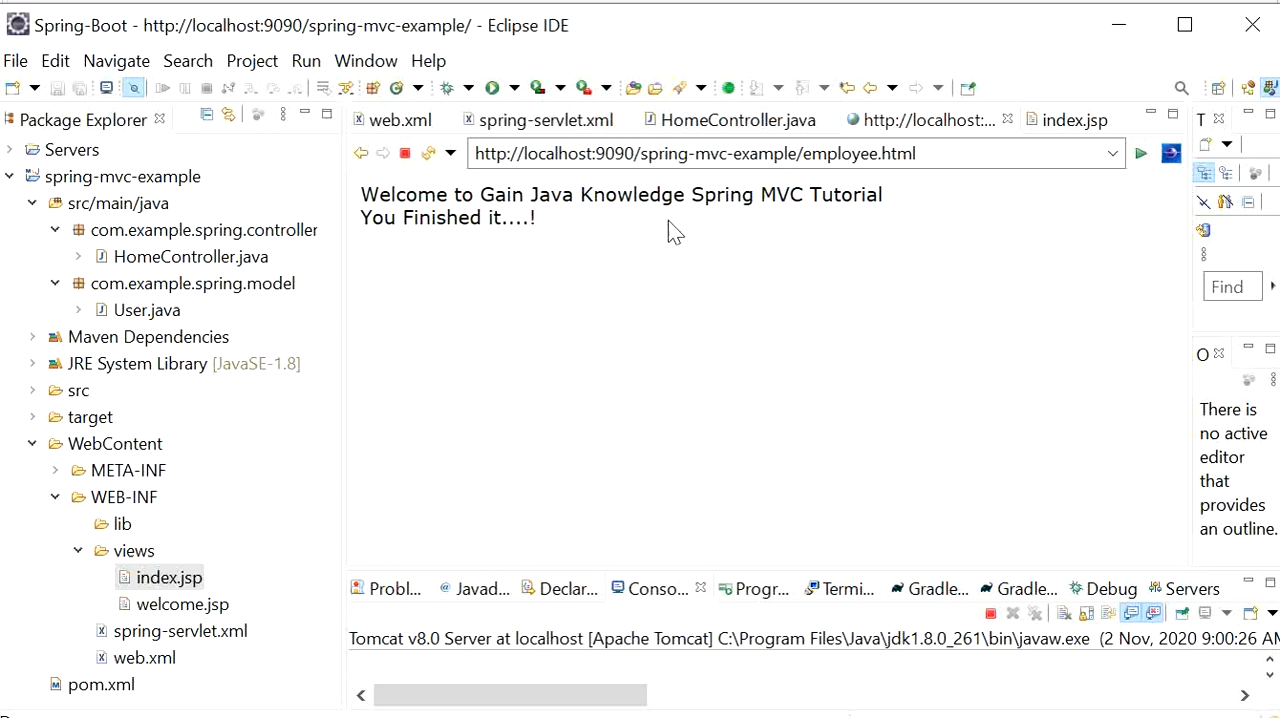 Spring-Boot - http://localhost:9090/spring-mvc-example/ - Eclipse IDE
File Edit Navigate Search Project Run Window Help
Package Explorer
web.xml spring-servlet.xml HomeController.java http://localhost:... index.jsp
T
Servers
http://localhost:9090/spring-mvc-example/employee.html
spring-mvc-example
src/main/java
Welcome to Gain Java Knowledge Spring MVC Tutorial
You Finished it....!
com.example.spring.controller
HomeController.java
com.example.spring.model
Find
User.java
Maven Dependencies
JRE System Library [JavaSE-1.8]
O
src
target
WebContent
META-INF
WEB-INF
lib
views
index.jsp
welcome.jsp
spring-servlet.xml
web.xml
pom.xml
There is
no active
editor
that
provides
an outline.
Probl... Javad... Declar... Conso... Progr... Termi... Gradle... Gradle... Debug Servers
Tomcat v8.0 Server at localhost [Apache Tomcat] C:\Program Files\Java\jdk1.8.0_261\bin\javaw.exe (2 Nov, 2020 9:00:26 AM